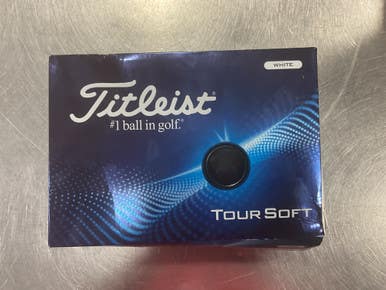 WHITE
Titleist
#1 ball in golf.®
TOUR SOFT